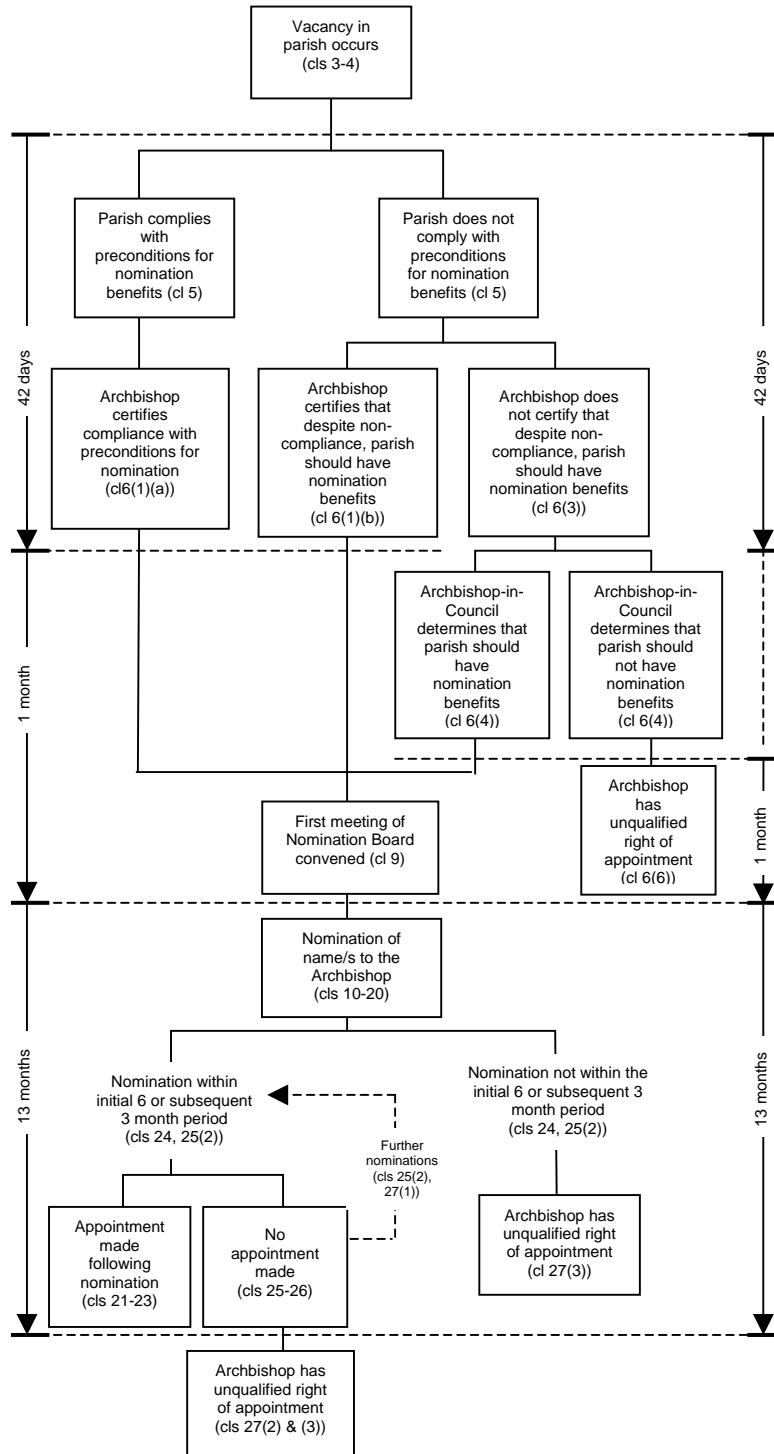 Vacancy in
parish occurs
(cls 3-4)
Parish complies
with
preconditions for
nomination
benefits (cl 5)
Parish does not
comply with
preconditions
for nomination
benefits (cl 5)
42 days
42 days
Archbishop
certifies
compliance with
preconditions for
nomination
(cl6(1)(a))
Archbishop
certifies that
despite non-
compliance, parish
should have
nomination
benefits
(cl 6(1)(b))
Archbishop does
not certify that
despite non-
compliance, parish
should have
nomination benefits
(cl 6(3))
Archbishop-in-
Council
determines that
parish should
have
nomination
benefits
(cl 6(4))
Archbishop-in-
Council
determines that
parish should
not have
nomination
benefits
(cl 6(4))
1 month
First meeting of
Nomination Board
convened (cl 9)
Archbishop
has
unqualified
right of
appointment
(cl 6(6))
1 month
Nomination of
name/s to the
Archbishop
(cls 10-20)
13 months
13 months
Nomination within
initial 6 or subsequent
3 month period
(cls 24, 25(2))
Further
nominations
(cls 25(2),
27(1))
Nomination not within the
initial 6 or subsequent 3
month period
(cls 24, 25(2))
Appointment
made
following
nomination
(cls 21-23)
No
appointment
made
(cls 25-26)
Archbishop has
unqualified right
of appointment
(cl 27(3))
Archbishop has
unqualified right
of appointment
(cls 27(2) & (3))